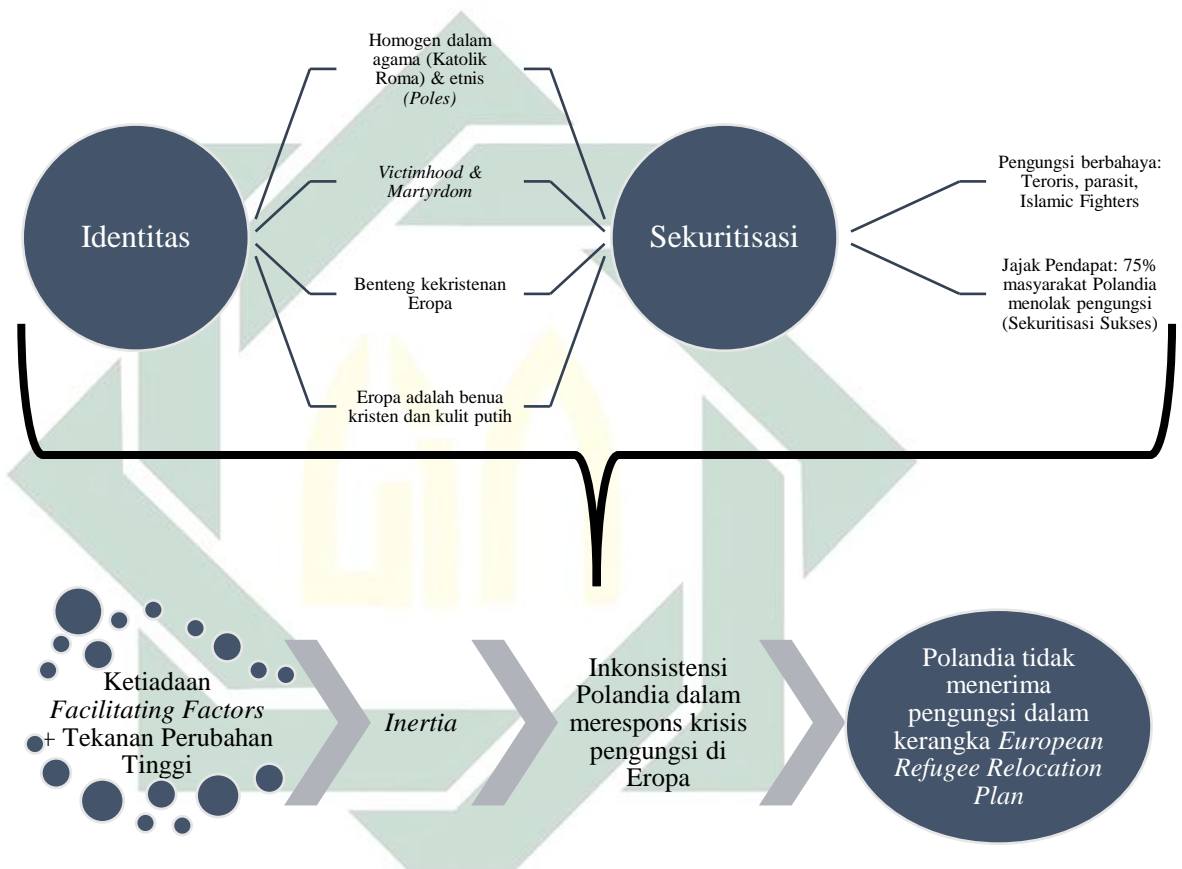 Homogen dalam
agama (Katolik
Roma) & etnis
(Poles)
Identitas
Victimhood &
Martyrdom
Benteng kekristenan
Eropa
Eropa adalah benua
kristen dan kulit putih
Sekuritisasi
Pengungsi berbahaya:
Teroris, parasit,
Islamic Fighters
Jajak Pendapat: 75%
masyarakat Polandia
menolak pengungsi
(Sekuritisasi Sukses)
Ketiadaan
Facilitating Factors
+ Tekanan Perubahan
Tinggi
Inertia
Inkonsistensi
Polandia dalam
merespons krisis
pengungsi di
Eropa
Polandia tidak
menerima
pengungsi dalam
kerangka European
Refugee Relocation
Plan